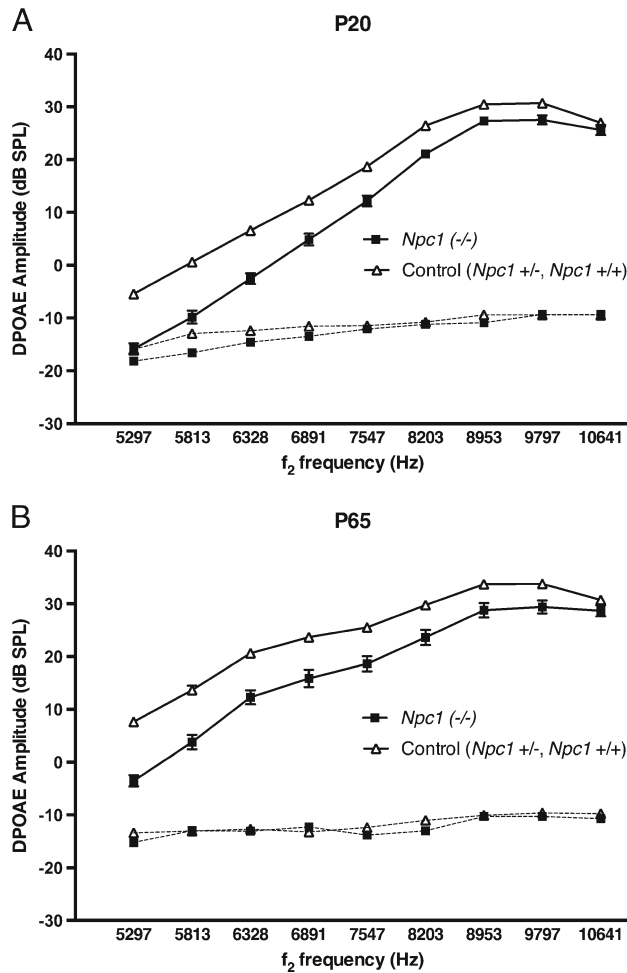 A
P20
40
30
20
10
0
-10
-20
-30
DPOAE Amplitude (dB SPL)
Npc1 (-/-)
Control (Npc1 +/-, Npc1 +/+)
5297 5813 6328 6891 7547 8203 8953 9797 10641
f2 frequency (Hz)
B
P65
40
30
20
10
0
-10
-20
-30
DPOAE Amplitude (dB SPL)
Npc1 (-/-)
Control (Npc1 +/-, Npc1 +/+)
5297 5813 6328 6891 7547 8203 8953 9797 10641
f2 frequency (Hz)